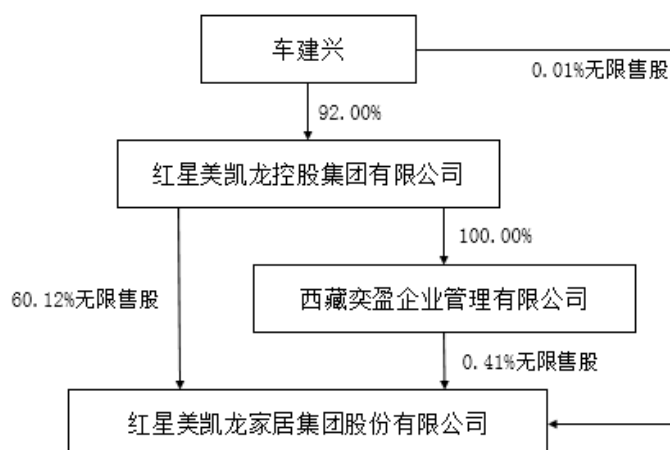 车建兴
0.01%无限售股
92.00%
红星美凯龙控股集团有限公司
100.00%
60.12%无限售股
西藏奕盈企业管理有限公司
0.41%无限售股
红星美凯龙家居集团股份有限公司